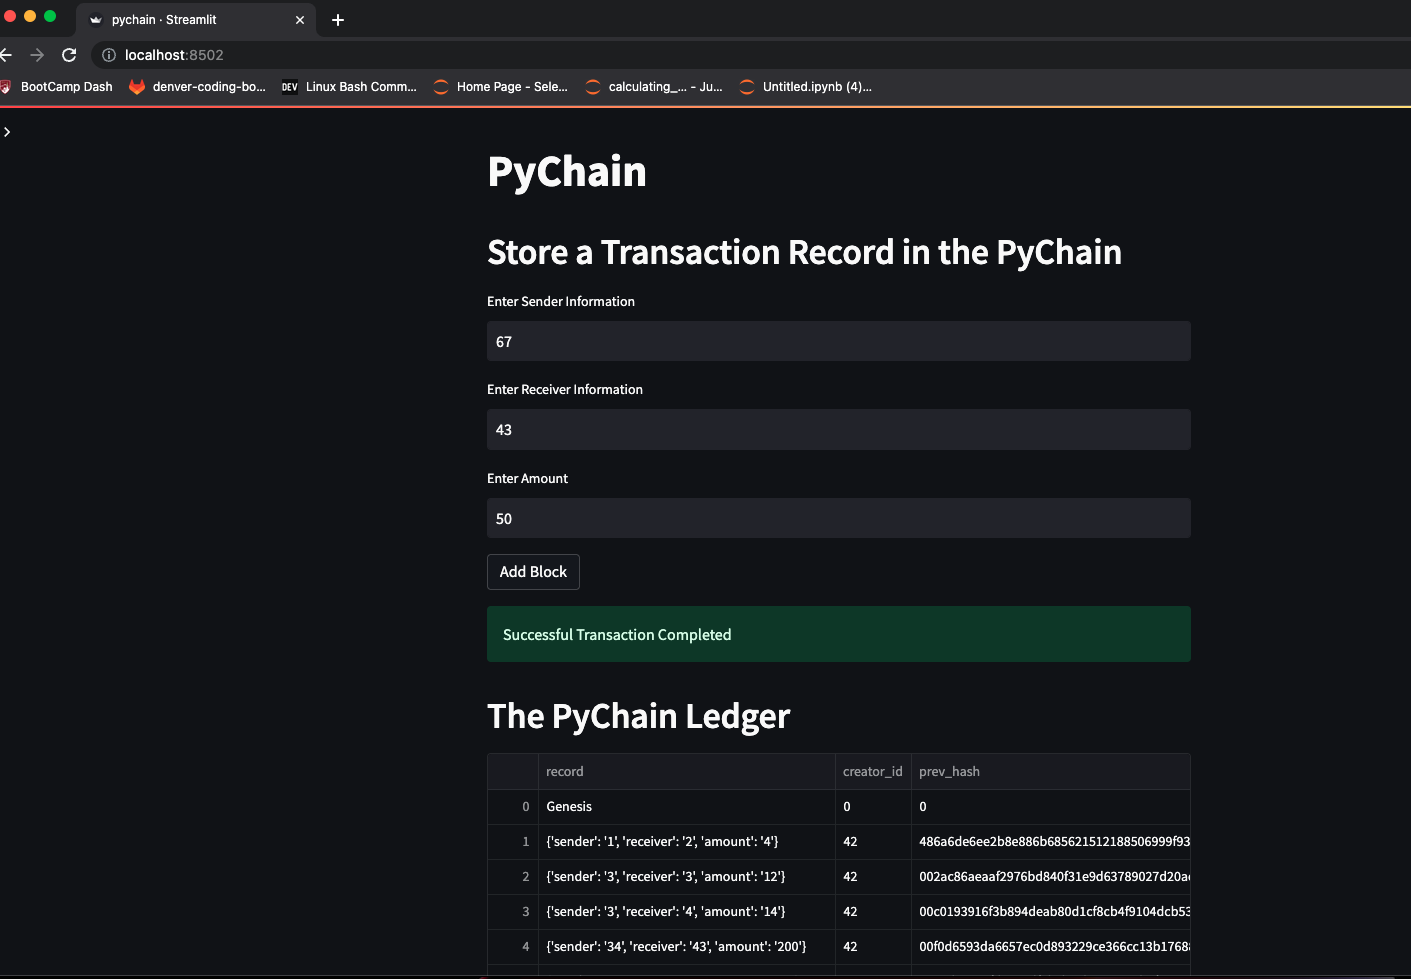 pychain · Streamlit
localhost:8502
BootCamp Dash denver-coding-bo... DEV Linux Bash Comm... Home Page - Sele... calculating_... - Ju... Untitled.ipynb (4)...
PyChain
Store a Transaction Record in the PyChain
Enter Sender Information
67
Enter Receiver Information
43
Enter Amount
50
Add Block
Successful Transaction Completed
The PyChain Ledger
record creator_id prev_hash
0 Genesis 0 0
1 {'sender': '1', 'receiver': '2', 'amount': '4'} 42 486a6de6ee2b8e886b685621512188506999f93
2 {'sender': '3', 'receiver': '3', 'amount': '12'} 42 002ac86aeaaf2976bd840f31e9d63789027d20a
3 {'sender': '3', 'receiver': '4', 'amount': '14'} 42 00c0193916f3b894deab80d1cf8cb4f9104dcb53
4 {'sender': '34', 'receiver': '43', 'amount': '200'} 42 00f0d6593da6657ec0d893229ce366cc13b1768